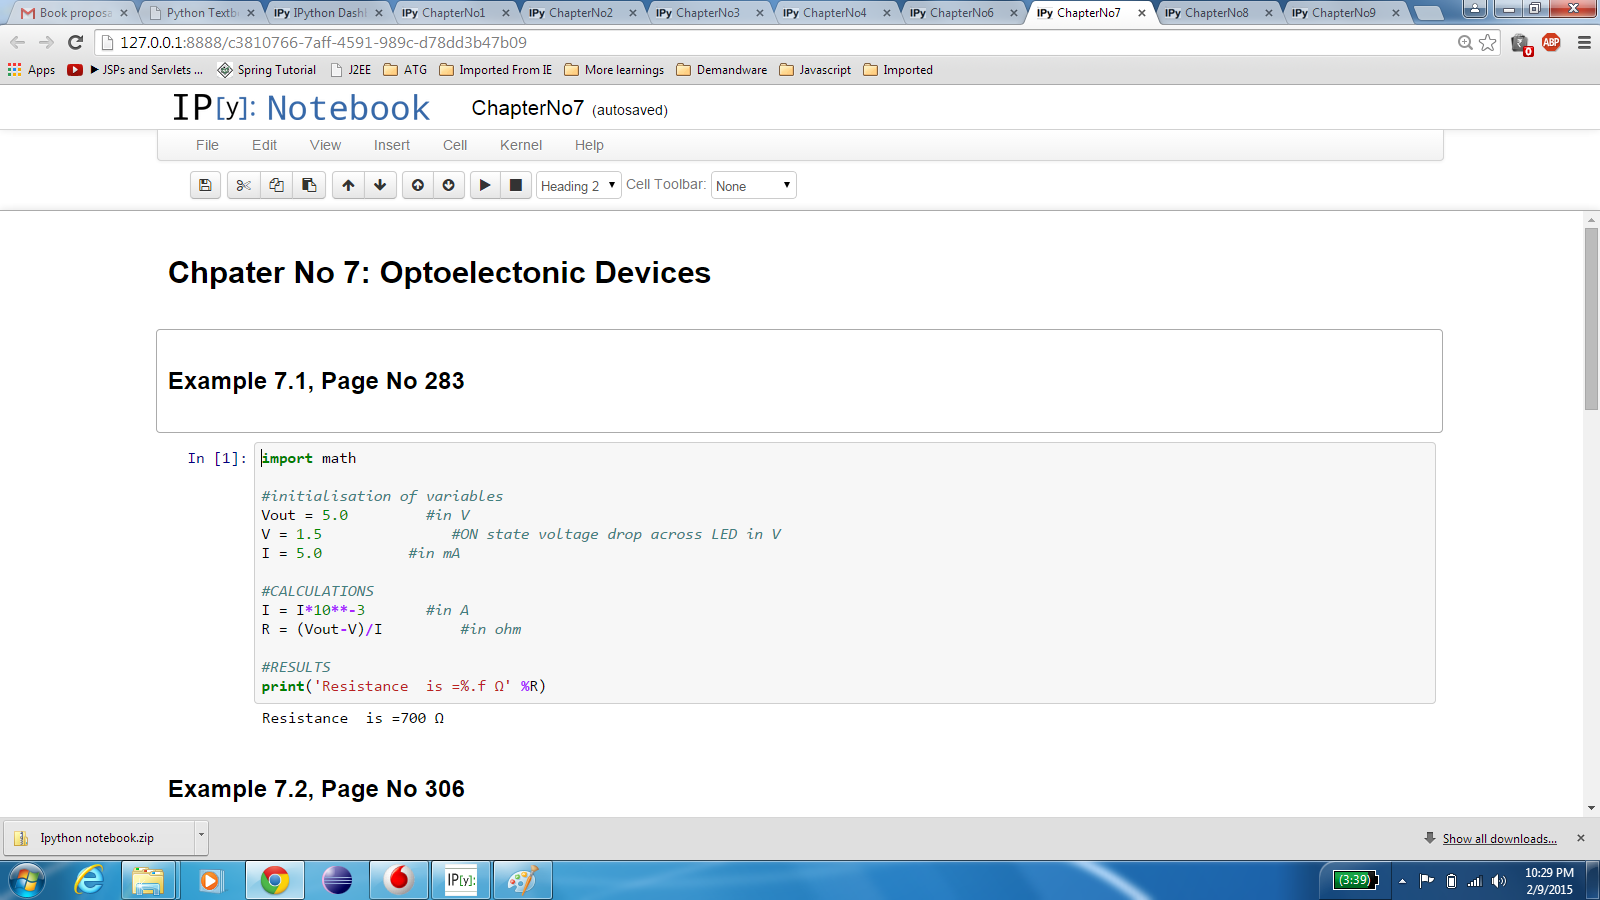 Book proposa
Python Textb
IPy IPython Dash
IPy ChapterNo1
IPy ChapterNo2
IPy ChapterNo3
IPy ChapterNo4
IPy ChapterNo6
IPy ChapterNo7
IPy ChapterNo8
IPy ChapterNo9
127.0.0.1:8888/c3810766-7aff-4591-989c-d78dd3b47b09
0
ABP
Apps
►JSPs and Servlets ...
Spring Tutorial
J2EE
ATG
Imported From IE
More learnings
Demandware
Javascript
Imported
IP[y]: Notebook
ChapterNo7 (autosaved)
File Edit View Insert Cell Kernel Help
Heading 2
Cell Toolbar:
None
Chpater No 7: Optoelectonic Devices
Example 7.1, Page No 283
In [1]:
import math
#initialisation of variables
Vout = 5.0 #in V
V = 1.5 #ON state voltage drop across LED in V
I = 5.0 #in mA
#CALCULATIONS
I = I*10**-3 #in A
R = (Vout-V)/I #in ohm
#RESULTS
print('Resistance  is =%.f Ω' %R)
Resistance  is =700 Ω
Example 7.2, Page No 306
Ipython notebook.zip
Show all downloads...
IP[y]:
(3:39)
10:29 PM
2/9/2015